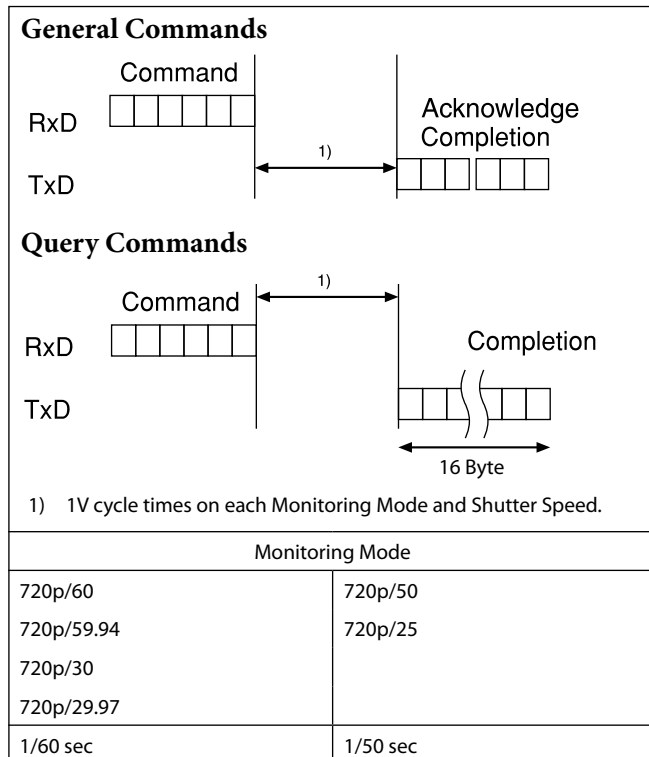 General Commands
Command
RxD
Acknowledge
Completion
1)
TxD
Query Commands
1)
Command
RxD
Completion
TxD
16 Byte
1) 1V cycle times on each Monitoring Mode and Shutter Speed.
Monitoring Mode
720p/60 720p/50
720p/59.94 720p/25
720p/30
720p/29.97
1/60 sec 1/50 sec